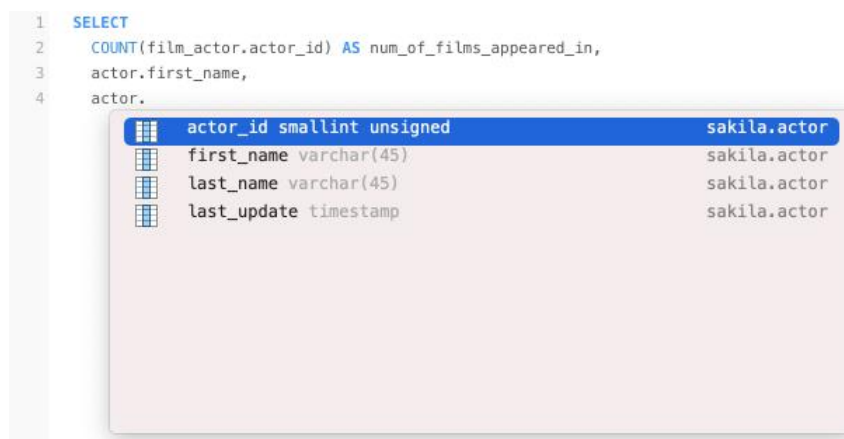 1 SELECT
2 COUNT(film_actor.actor_id) AS num_of_films_appeared_in,
3 actor.first_name,
4 actor.
actor_id smallint unsigned sakila.actor
first_name varchar(45) sakila.actor
last_name varchar(45) sakila.actor
last_update timestamp sakila.actor